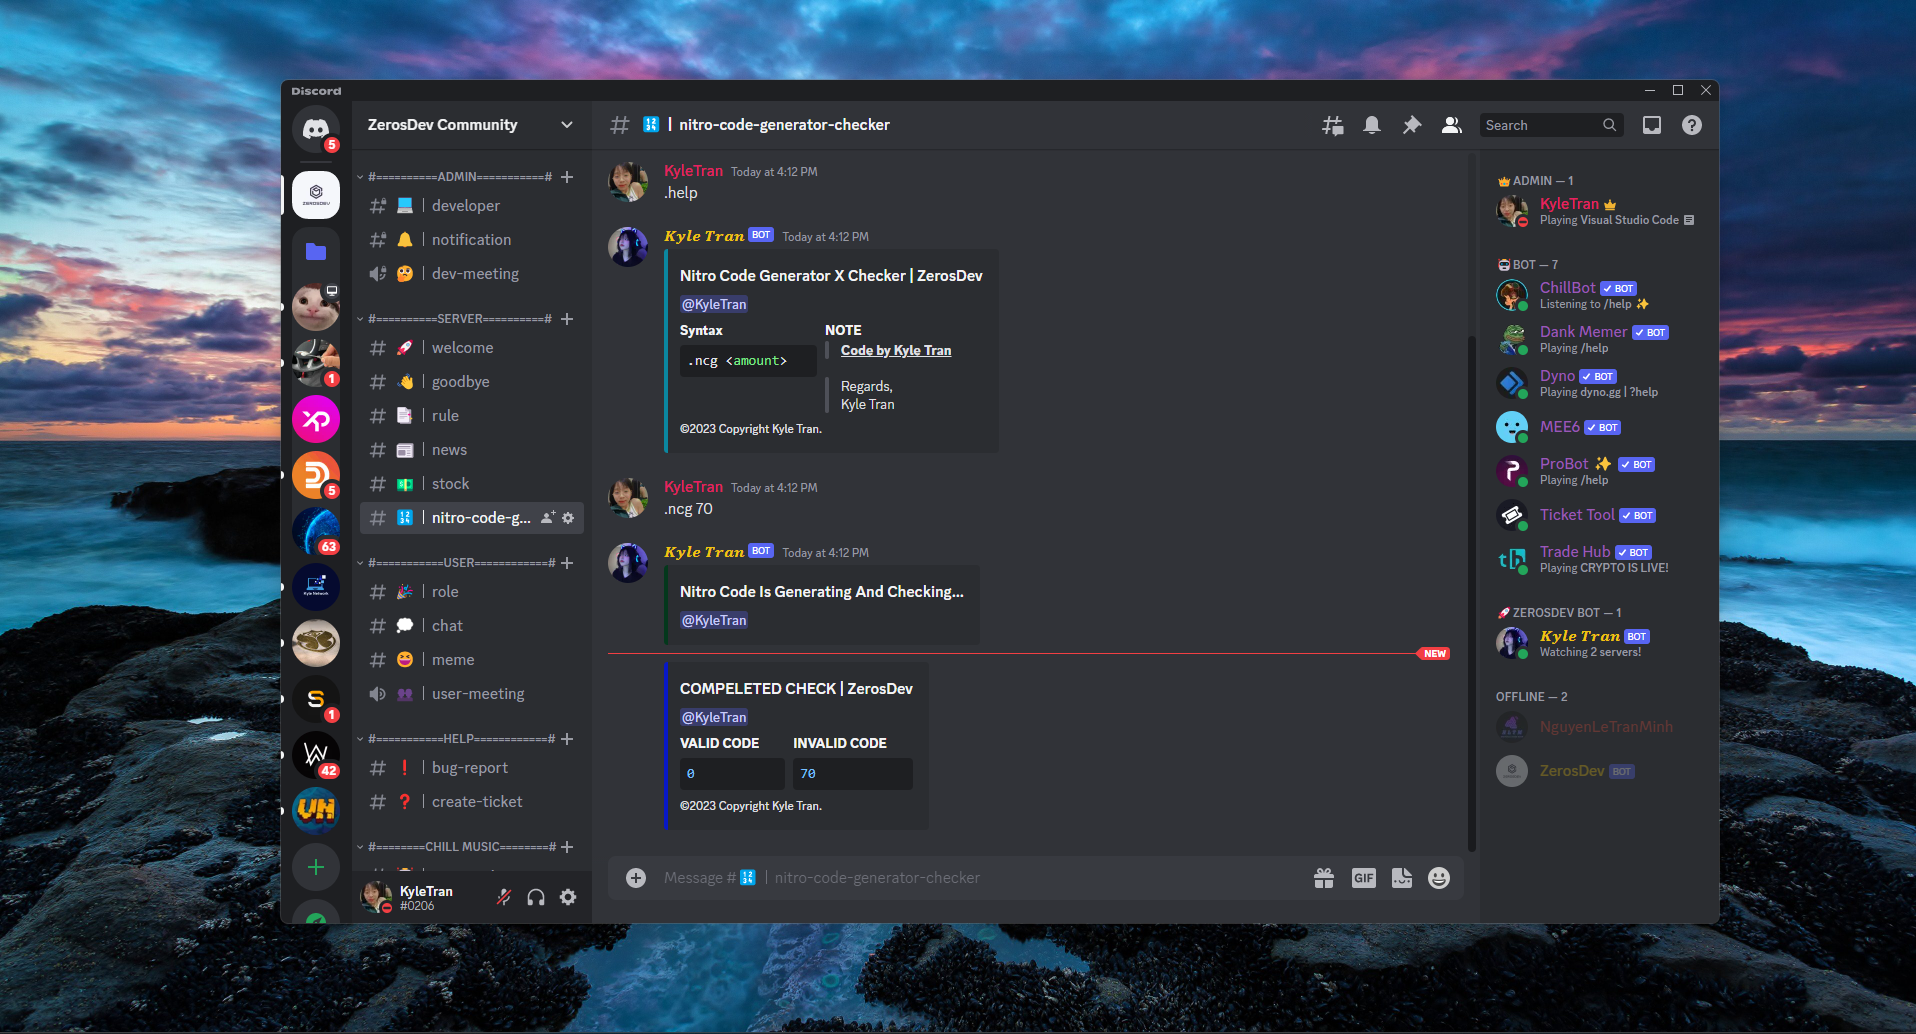 Discord
5
ZEROSDEV
1
5
63
Kyle Network
S
1
42
ZerosDev Community
#==========ADMIN===========#
developer
notification
dev-meeting
#==========SERVER==========#
welcome
goodbye
rule
news
stock
nitro-code-g...
#===========USER============#
role
chat
meme
user-meeting
#===========HELP============#
bug-report
create-ticket
#========CHILL MUSIC========#
KyleTran
#0206
# | nitro-code-generator-checker
Search
KyleTran Today at 4:12 PM
.help
Kyle Tran BOT Today at 4:12 PM
Nitro Code Generator X Checker | ZerosDev
@KyleTran
Syntax
.ncg <amount>
NOTE
Code by Kyle Tran
Regards,
Kyle Tran
©2023 Copyright Kyle Tran.
KyleTran Today at 4:12 PM
.ncg 70
Kyle Tran BOT Today at 4:12 PM
Nitro Code Is Generating And Checking...
@KyleTran
NEW
COMPELETED CHECK | ZerosDev
@KyleTran
VALID CODE INVALID CODE
0 70
©2023 Copyright Kyle Tran.
Message # | nitro-code-generator-checker
GIF
ADMIN — 1
KyleTran
Playing Visual Studio Code
BOT — 7
ChillBot BOT
Listening to /help ✨
Dank Memer BOT
Playing /help
Dyno BOT
Playing dyno.gg | ?help
MEE6 BOT
ProBot ✨ BOT
Playing /help
Ticket Tool BOT
Trade Hub BOT
Playing CRYPTO IS LIVE!
ZEROSDEV BOT — 1
Kyle Tran BOT
Watching 2 servers!
OFFLINE — 2
NguyenLeTranMinh
ZerosDev BOT